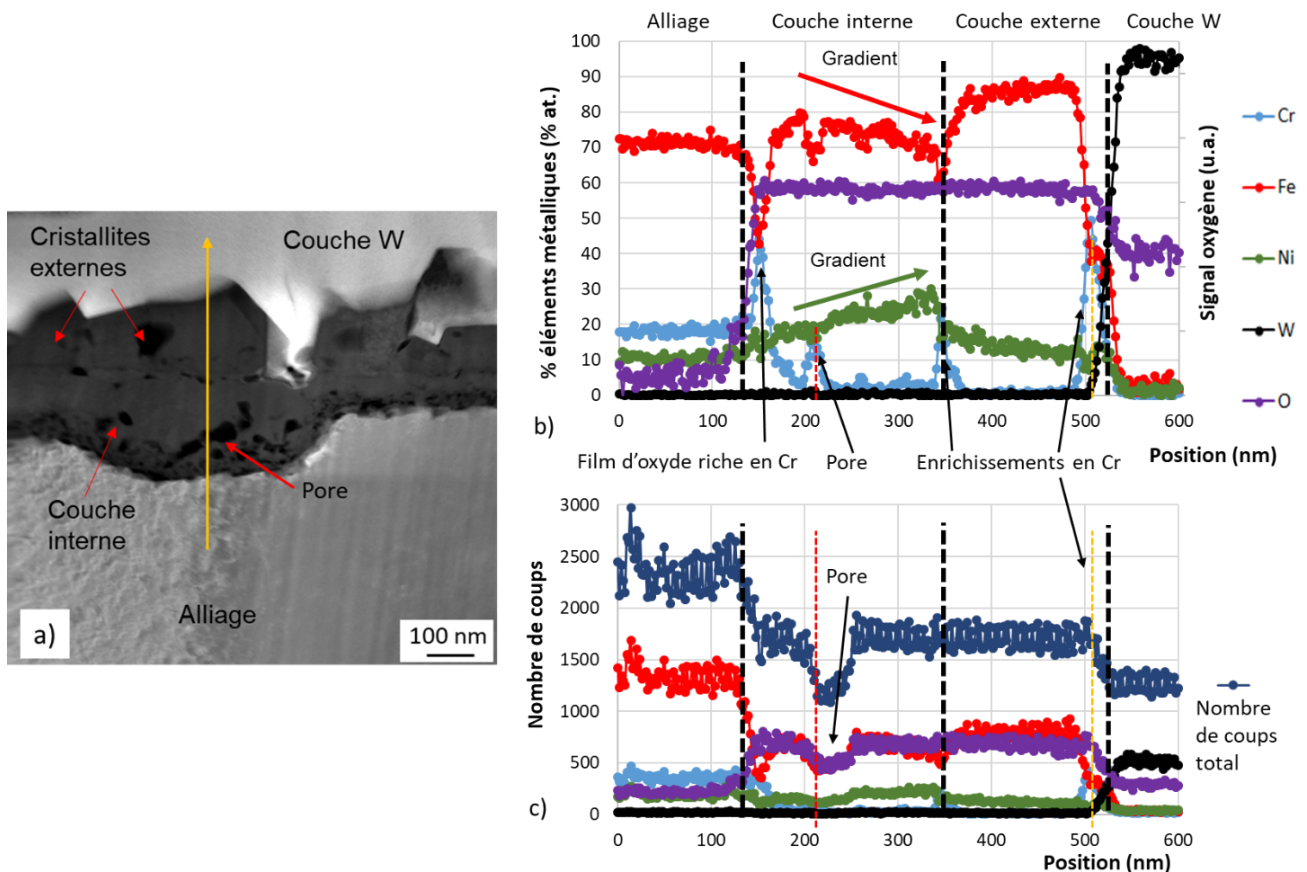 Cristallites
externes
Couche W
Pore
Couche
interne
Alliage
a)
100 nm
Alliage
Couche interne
Couche externe
Couche W
% éléments métalliques (% at.)
100
90
80
70
60
50
40
30
20
10
0
Gradient
Gradient
Signal oxygène (u.a.)
Cr
Fe
Ni
W
O
0 100 200 300 400 500 600
b)
Position (nm)
Film d'oxyde riche en Cr
Pore
Enrichissements en Cr
Nombre de coups
3000
2500
2000
1500
1000
500
0
Pore
Nombre
de coups
total
0 100 200 300 400 500 600
c)
Position (nm)